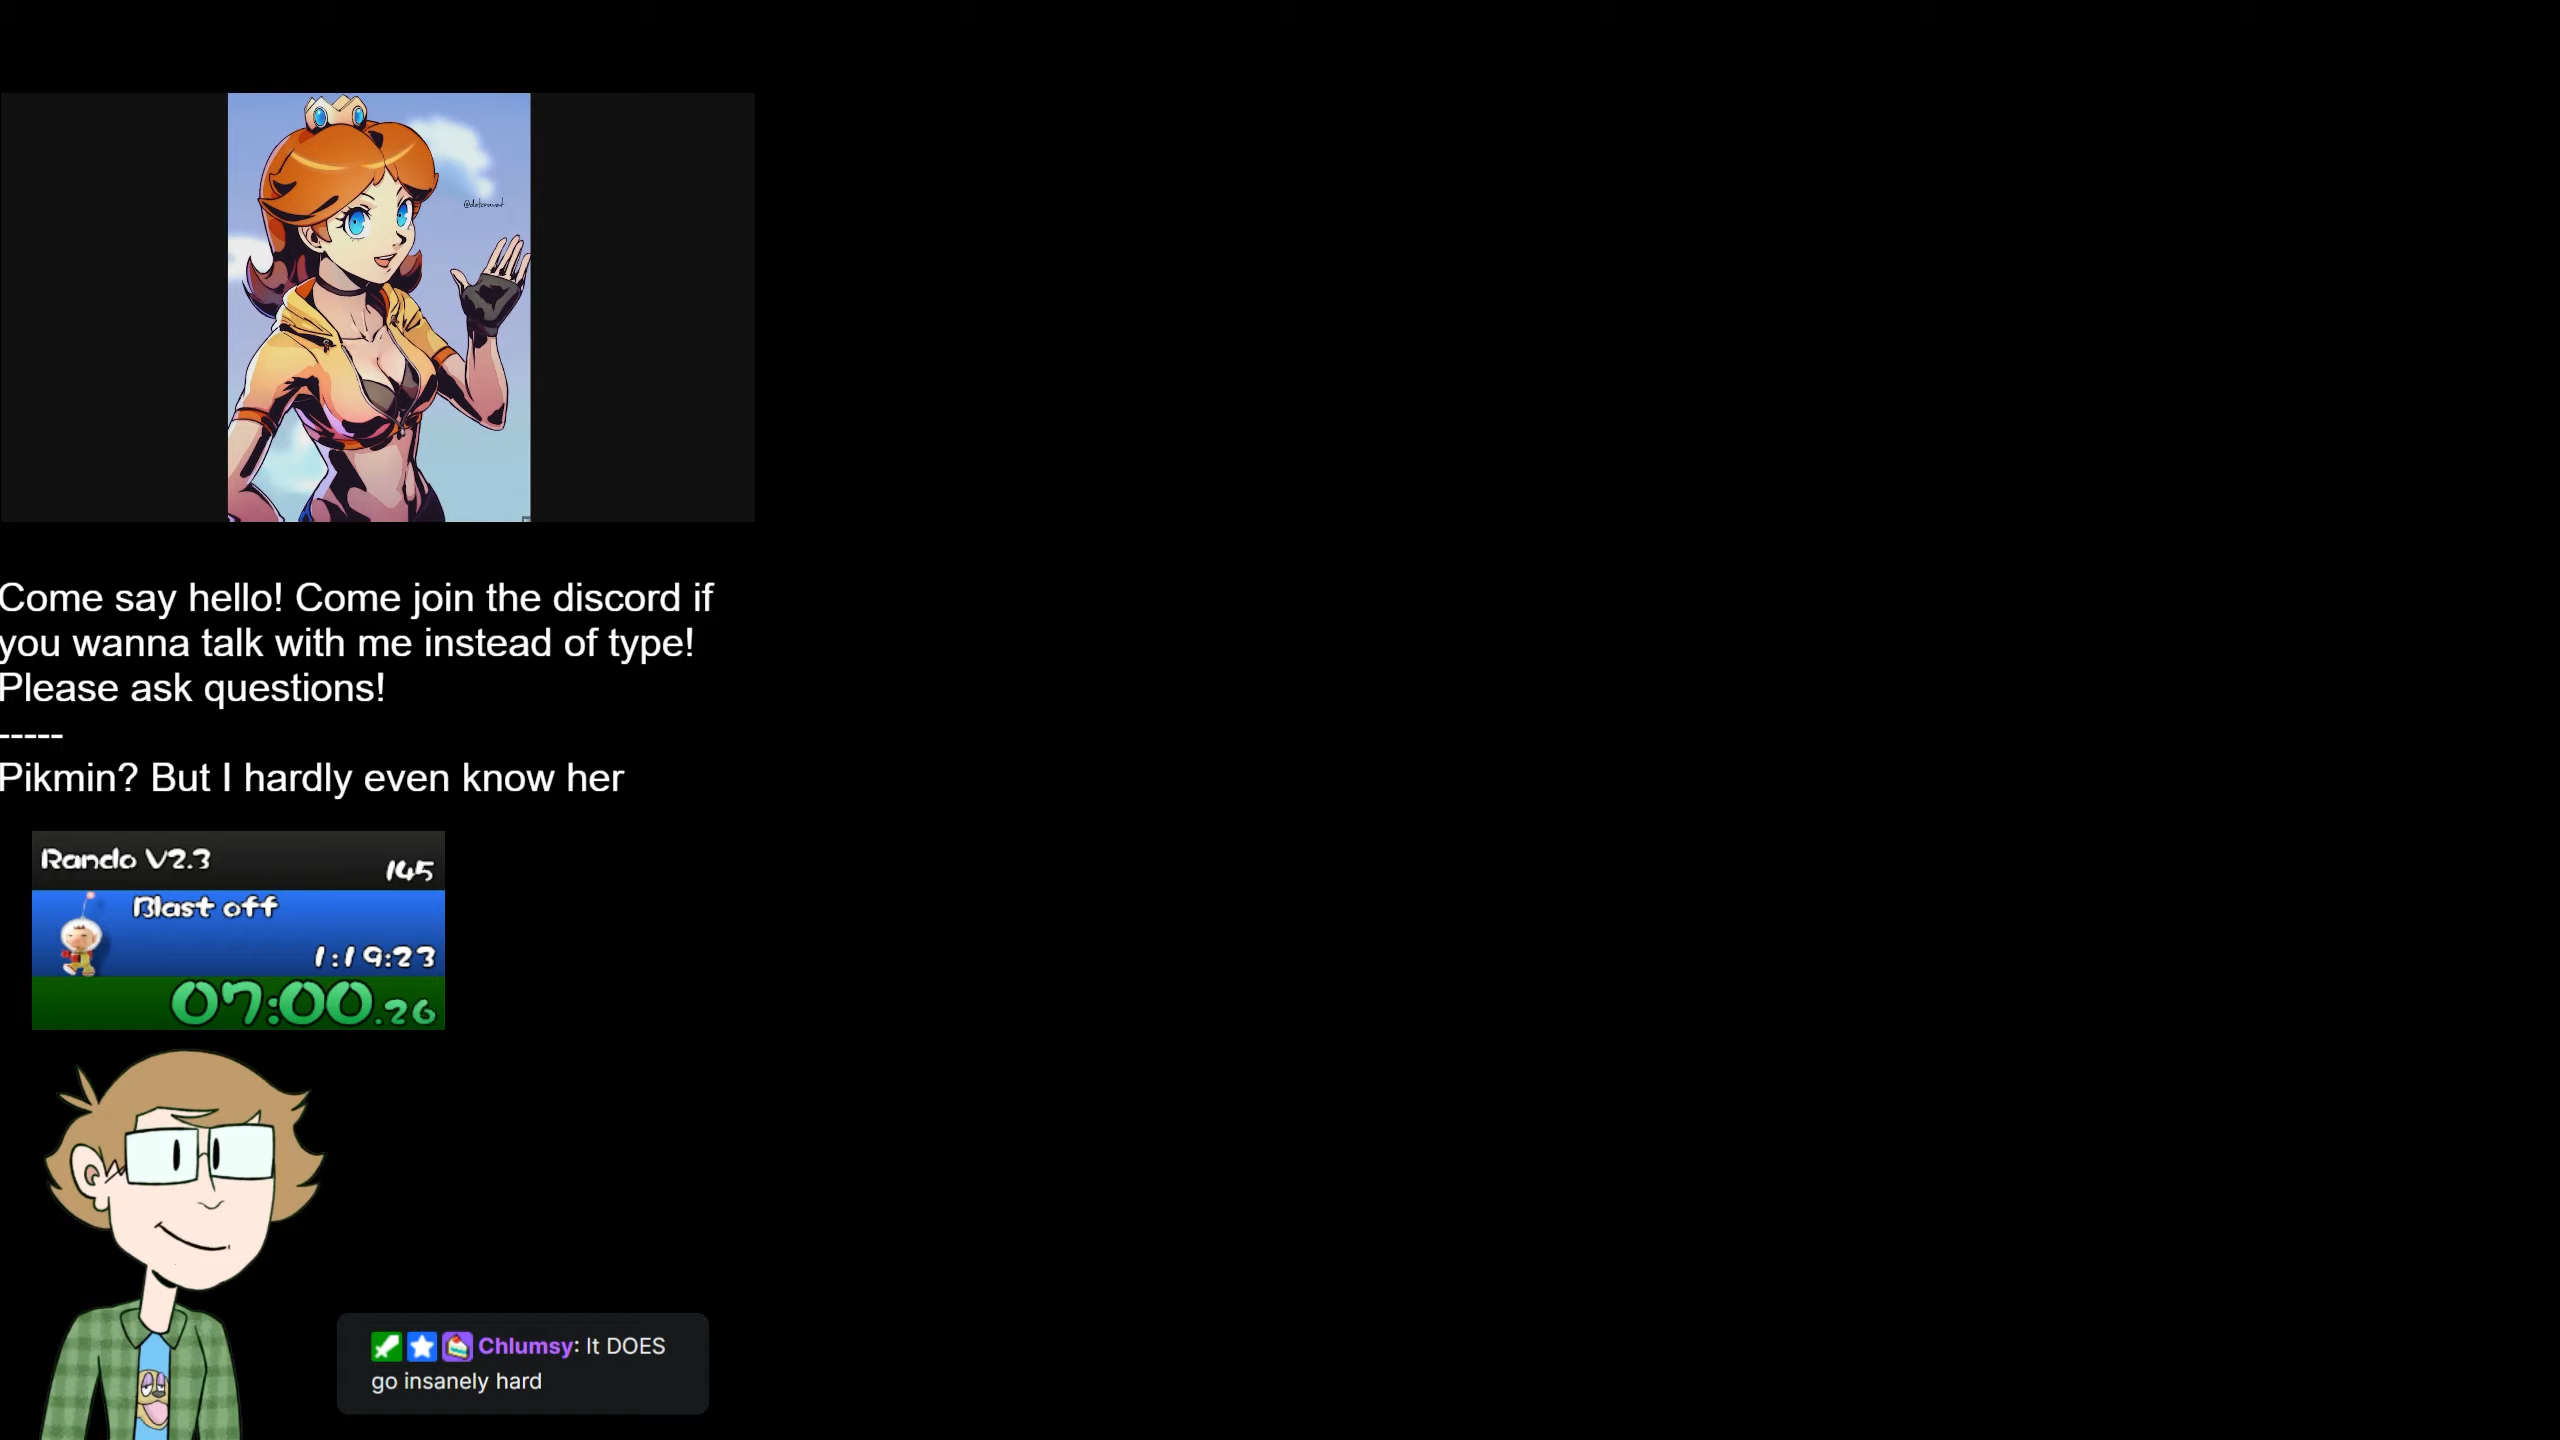 Come say hello! Come join the discord if
you wanna talk with me instead of type!
Please ask questions!
-----
Pikmin? But I hardly even know her
Rando V2.3
145
Blast off
1:19:23
07:00.26
Chlumsy: It DOES
go insanely hard